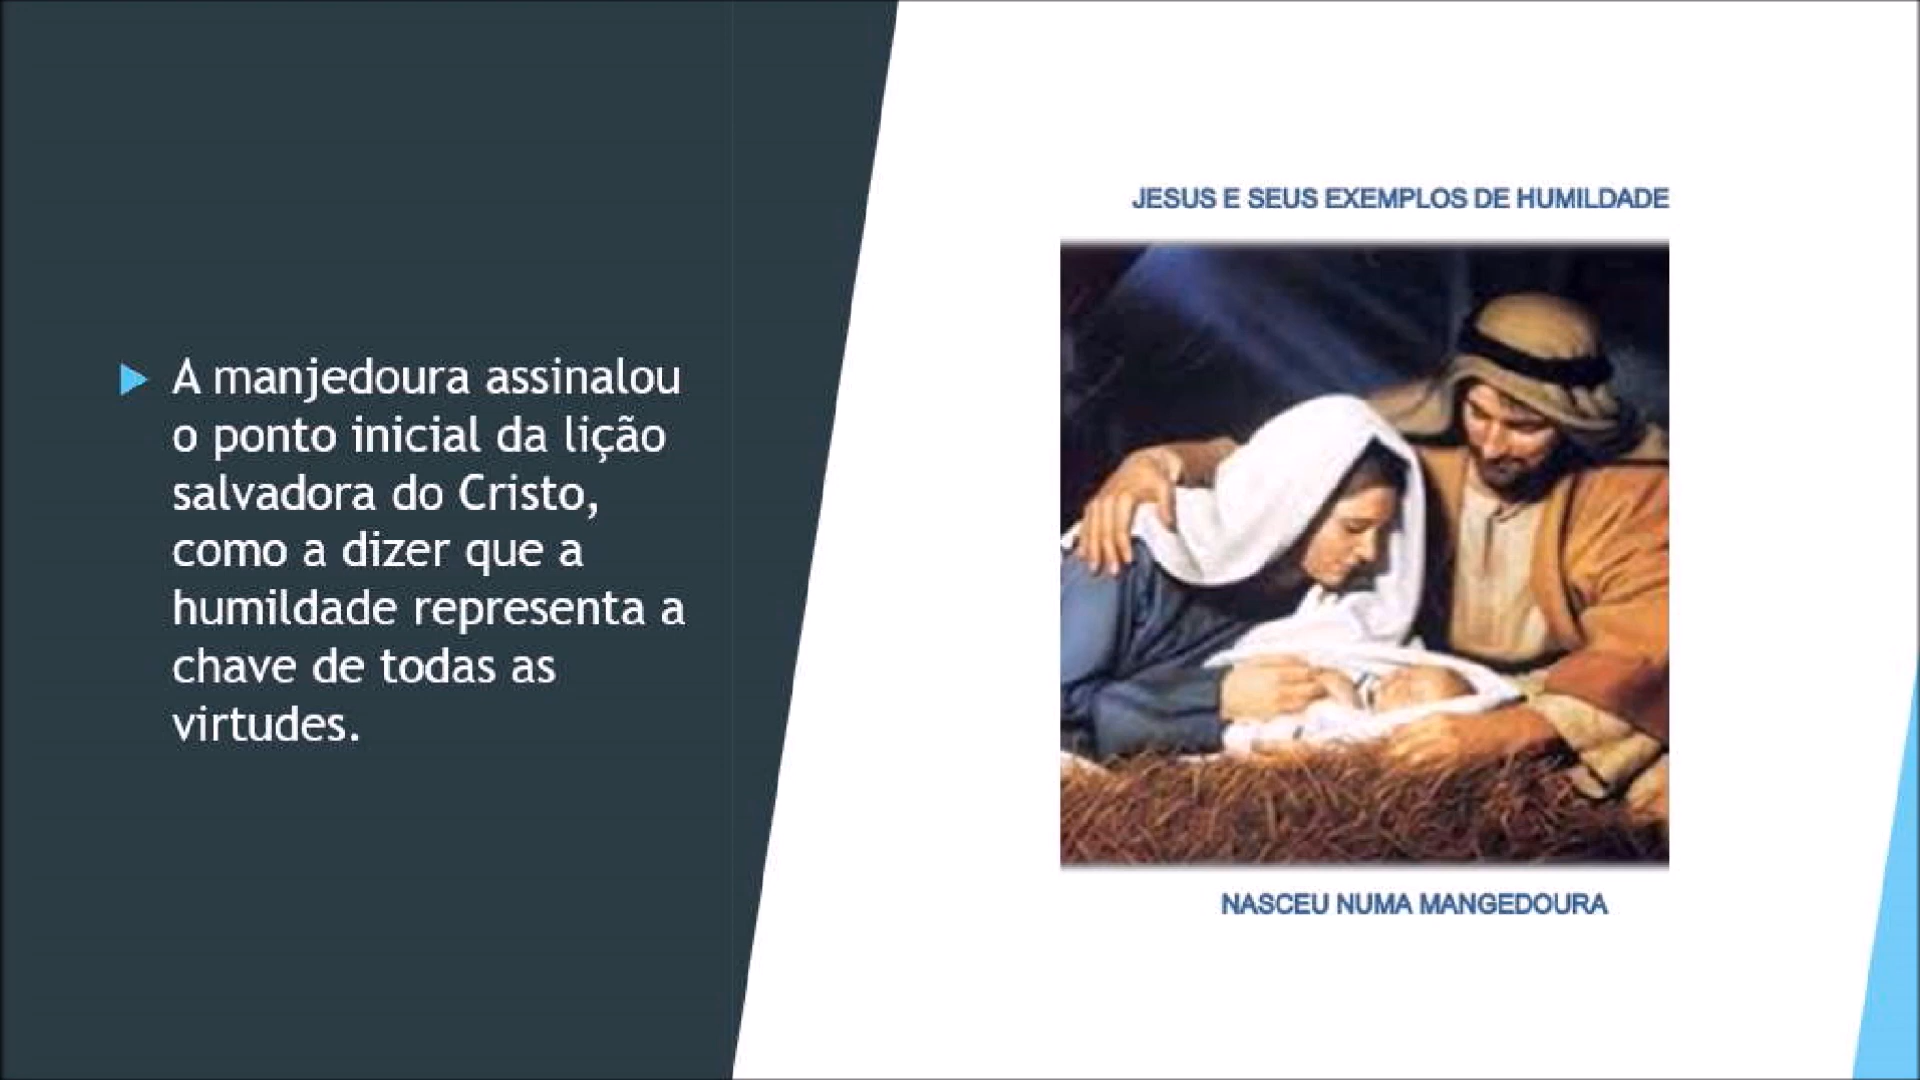 A manjedoura assinalou
o ponto inicial da lição
salvadora do Cristo,
como a dizer que a
humildade representa a
chave de todas as
virtudes.
JESUS E SEUS EXEMPLOS DE HUMILDADE
NASCEU NUMA MANGEDOURA